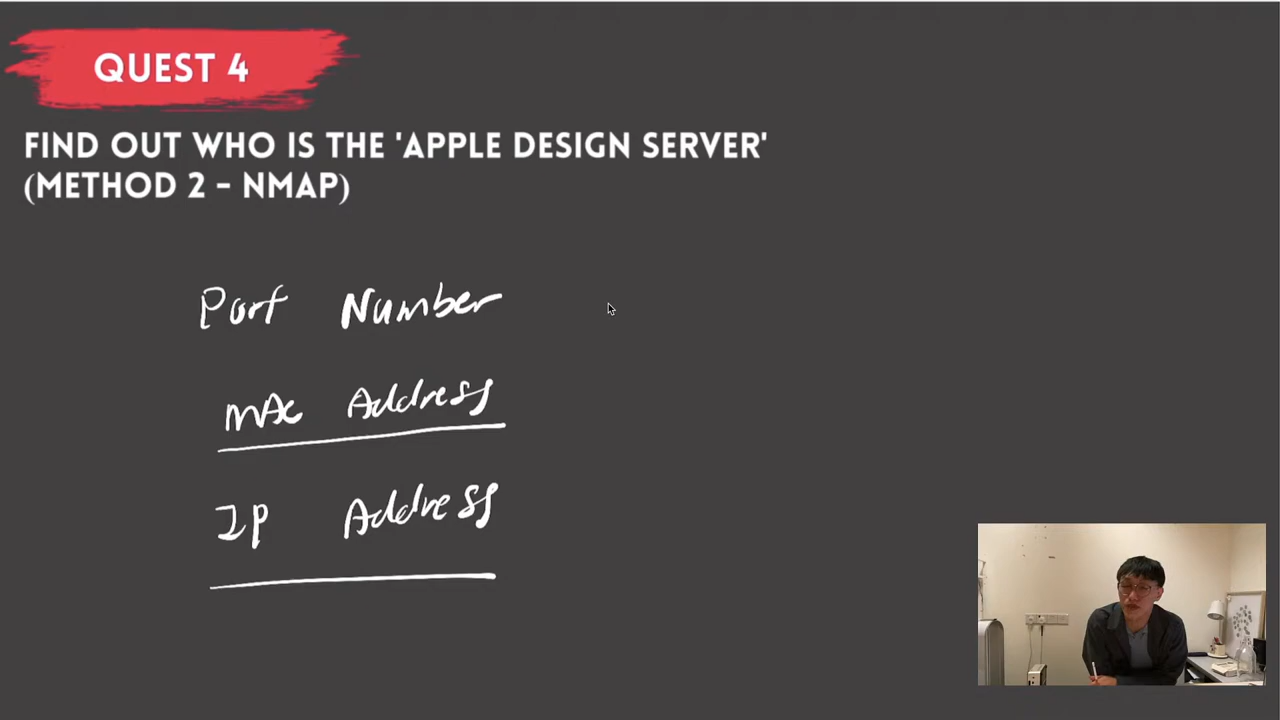 QUEST 4
FIND OUT WHO IS THE 'APPLE DESIGN SERVER'
(METHOD 2 - NMAP)
Port Number
MAC Address
IP Address